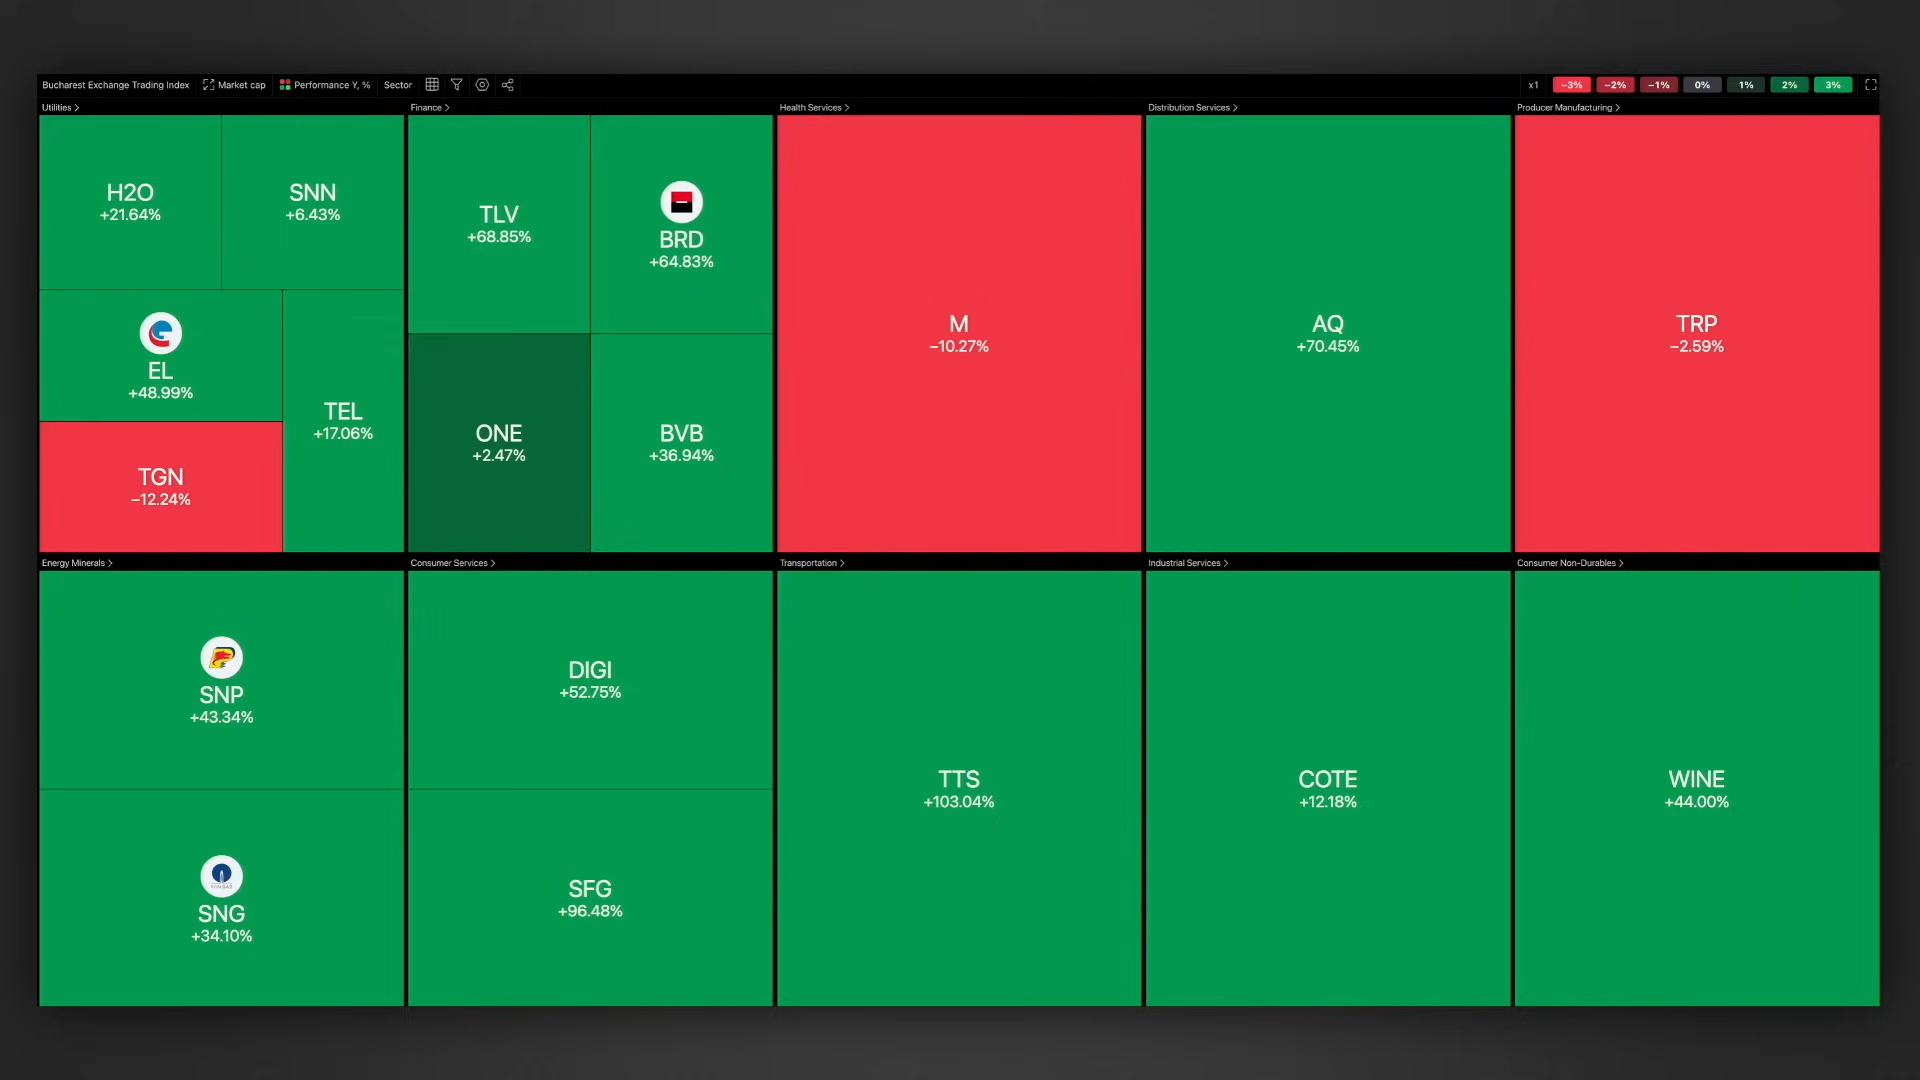 Bucharest Exchange Trading Index Market cap Performance Y, % Sector x1 −3% −2% −1% 0% 1% 2% 3%
Utilities
H2O
+21.64%
SNN
+6.43%
EL
+48.99%
TEL
+17.06%
TGN
−12.24%
Finance
TLV
+68.85%
BRD
+64.83%
ONE
+2.47%
BVB
+36.94%
Health Services
M
−10.27%
Distribution Services
AQ
+70.45%
Producer Manufacturing
TRP
−2.59%
Energy Minerals
SNP
+43.34%
SNG
+34.10%
Consumer Services
DIGI
+52.75%
SFG
+96.48%
Transportation
TTS
+103.04%
Industrial Services
COTE
+12.18%
Consumer Non-Durables
WINE
+44.00%